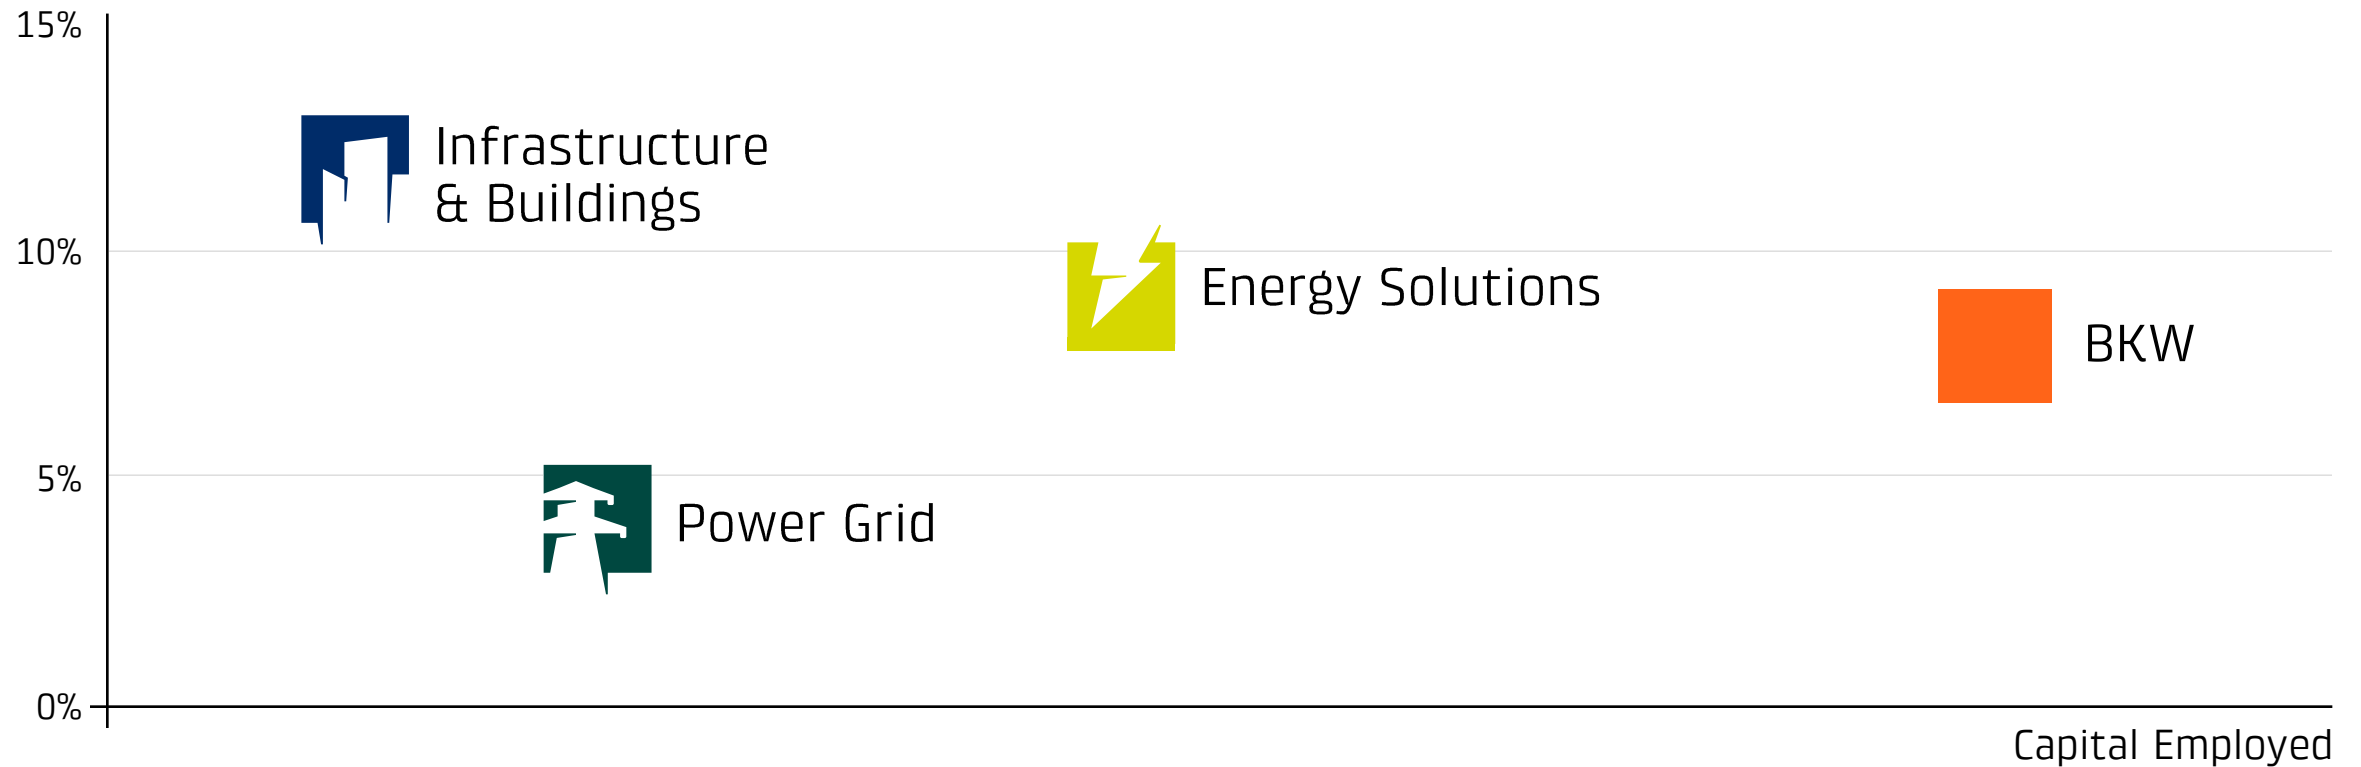 15%
Infrastructure
& Buildings
10%
Energy Solutions
BKW
5%
Power Grid
0%
Capital Employed